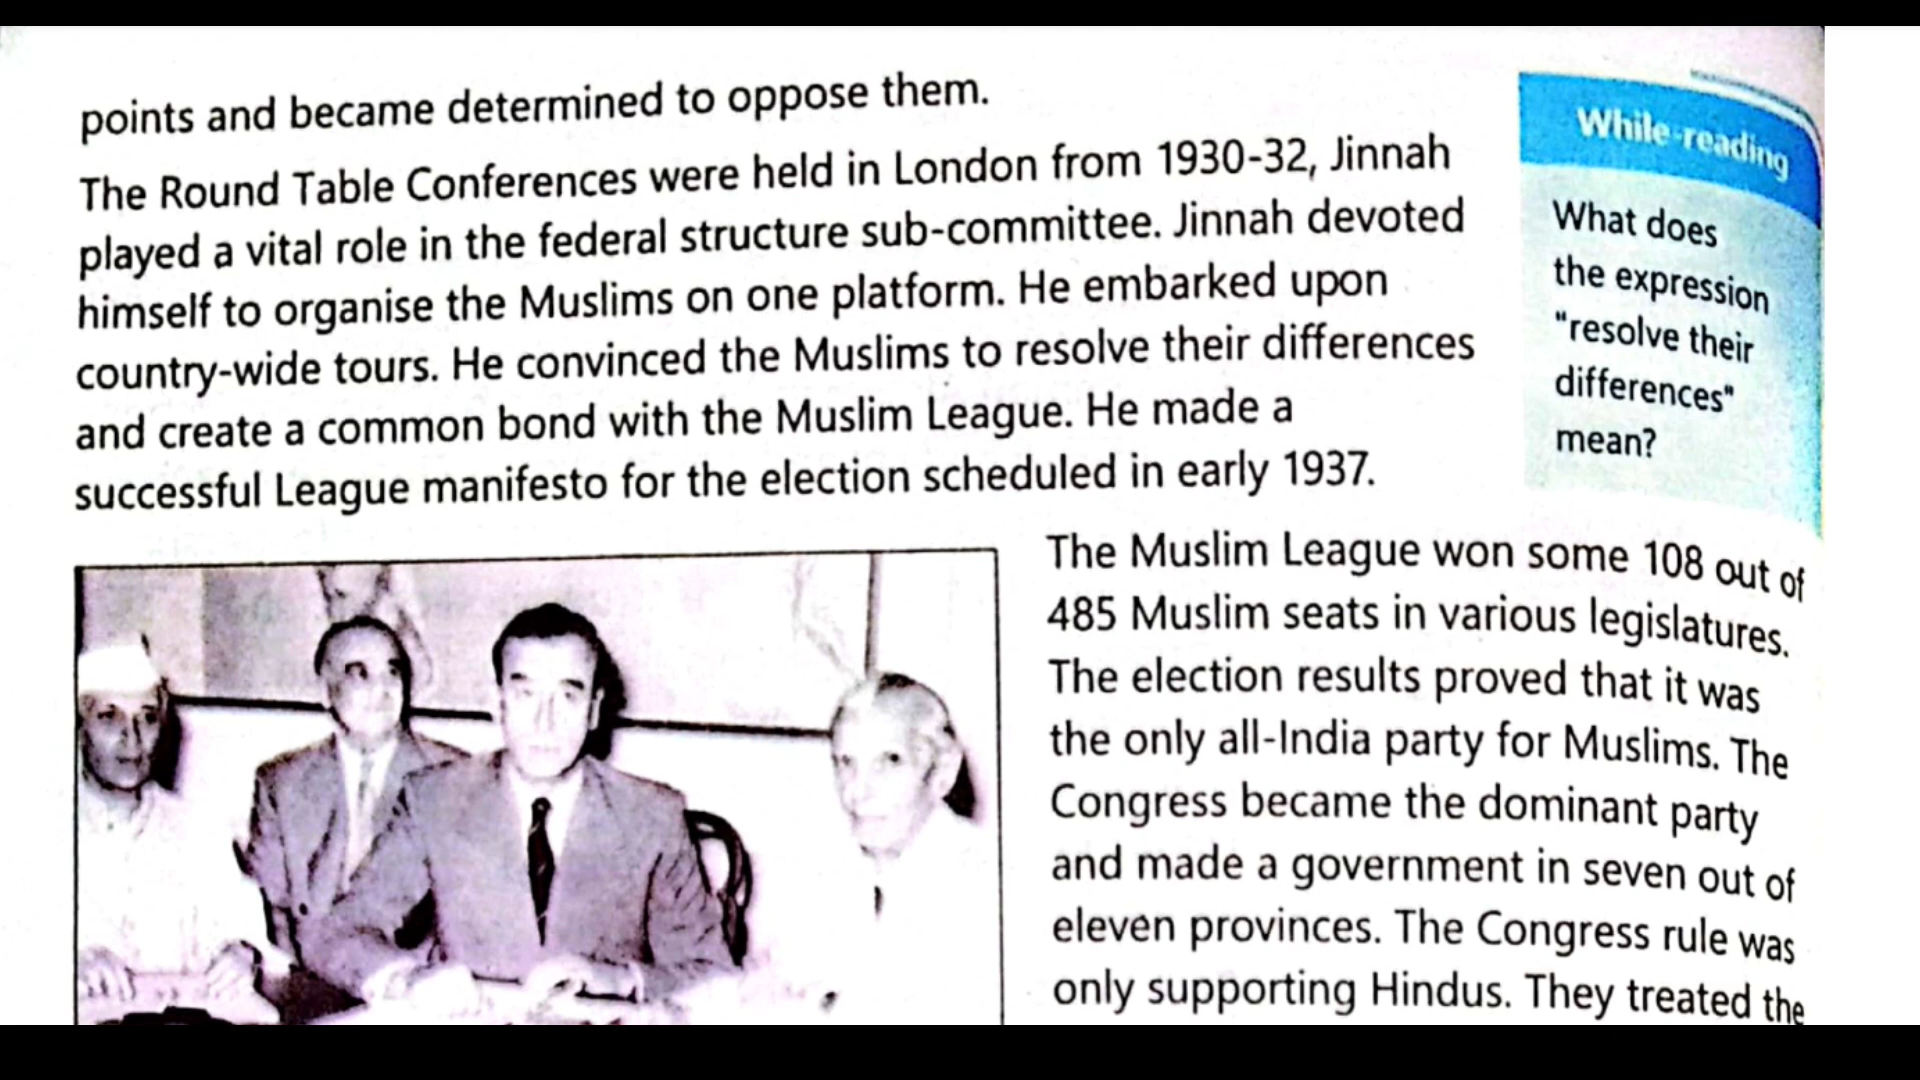 points and became determined to oppose them.
The Round Table Conferences were held in London from 1930-32, Jinnah
played a vital role in the federal structure sub-committee. Jinnah devoted
himself to organise the Muslims on one platform. He embarked upon
country-wide tours. He convinced the Muslims to resolve their differences
and create a common bond with the Muslim League. He made a
successful League manifesto for the election scheduled in early 1937.
While-reading
What does
the expression
"resolve their
differences"
mean?
The Muslim League won some 108 out of
485 Muslim seats in various legislatures.
The election results proved that it was
the only all-India party for Muslims. The
Congress became the dominant party
and made a government in seven out of
eleven provinces. The Congress rule was
only supporting Hindus. They treated the